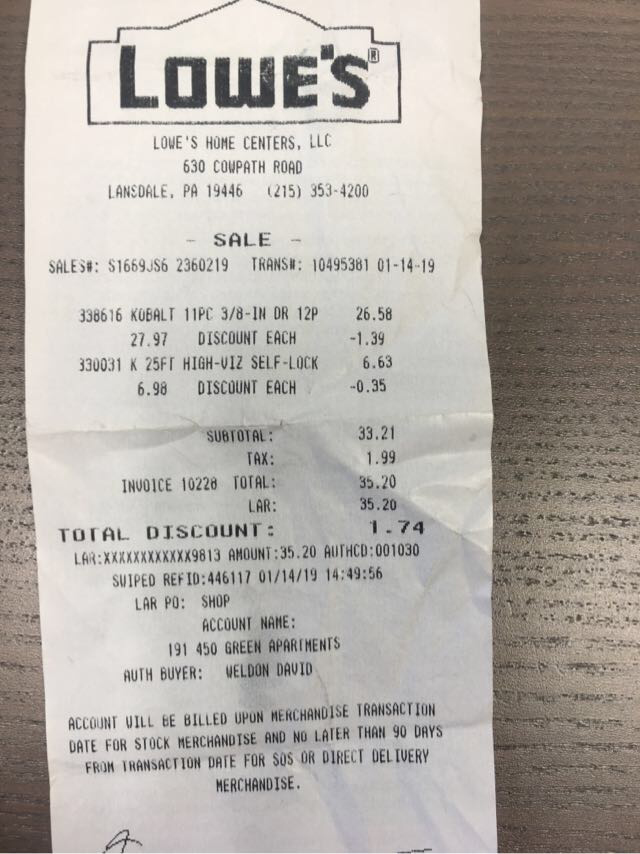 LOWE'S®
LOWE'S HOME CENTERS, LLC
630 COWPATH ROAD
LANSDALE, PA 19446 (215) 353-4200
- SALE -
SALES#: S1669JS6 2360219 TRANS#: 10495381 01-14-19
338616 KOBALT 11PC 3/8-IN DR 12P 26.58
27.97 DISCOUNT EACH -1.39
330031 K 25FT HIGH-VIZ SELF-LOCK 6.63
6.98 DISCOUNT EACH -0.35
SUBTOTAL: 33.21
TAX: 1.99
INVOICE 10228 TOTAL: 35.20
LAR: 35.20
TOTAL DISCOUNT: 1.74
LAR:XXXXXXXXXXXX9813 AMOUNT:35.20 AUTHCD:001030
SWIPED REFID:446117 01/14/19 14:49:56
LAR PO: SHOP
ACCOUNT NAME:
191 450 GREEN APARTMENTS
AUTH BUYER: WELDON DAVID
ACCOUNT WILL BE BILLED UPON MERCHANDISE TRANSACTION
DATE FOR STOCK MERCHANDISE AND NO LATER THAN 90 DAYS
FROM TRANSACTION DATE FOR SOS OR DIRECT DELIVERY
MERCHANDISE.